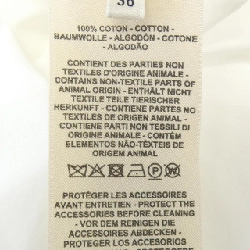 36
100% COTON - COTTON -
BAUMWOLLE - ALGODÓN - COTONE
- ALGODÃO
CONTIENT DES PARTIES NON
TEXTILES D'ORIGINE ANIMALE -
CONTAINS NON-TEXTILE PARTS OF
ANIMAL ORIGIN - ENTHÄLT NICHT
TEXTILE TEILE TIERISCHER
HERKUNFT - CONTIENE PARTES NO
TEXTILES DE ORIGEN ANIMAL -
CONTIENE PARTI NON TESSILI DI
ORIGINE ANIMALE - CONTÉM
ELEMENTOS NÃO-TÊXTEIS DE
ORIGEM ANIMAL
PROTÉGER LES ACCESSOIRES
AVANT ENTRETIEN - PROTECT THE
ACCESSORIES BEFORE CLEANING
- VOR DEM REINIGEN DIE
ACCESSOIRES ABDECKEN -
PROTEGER LOS ACCESORIOS